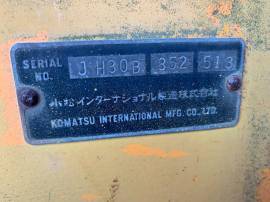 SERIAL NO. JH30B 352 513
小松インターナショナル製造株式会社
KOMATSU INTERNATIONAL MFG. CO., LTD.